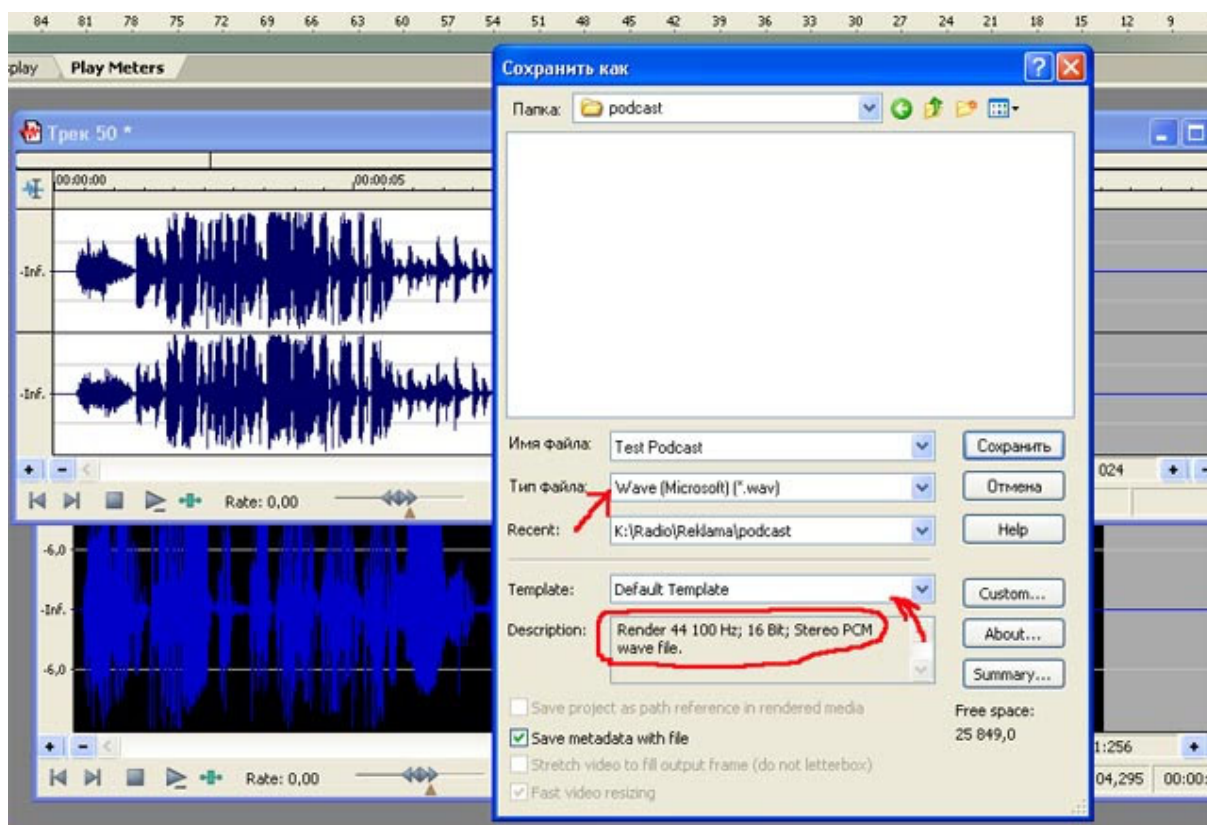 84 81 78 75 72 69 66 63 60 57 54 51 48 45 42 39 36 33 30 27 24 21 18 15 12 9
play Play Meters
Сохранить как
Папка: podcast
Трек 50 *
00:00:00 00:00:05
-Inf.
-Inf.
Имя файла: Test Podcast Сохранить
Тип файла: Wave (Microsoft) (*.wav) Отмена
024
Rate: 0,00
Recent: K:\Radio\Reklama\podcast Help
-6,0
Template: Default Template Custom...
-Inf.
Description: Render 44 100 Hz; 16 Bit; Stereo PCM
wave file.
About...
-6,0
Summary...
Save project as path reference in rendered media
Free space:
Save metadata with file 25 849,0
1:256
Stretch video to fill output frame (do not letterbox)
Rate: 0,00
04,295 00:00:
Fast video resizing